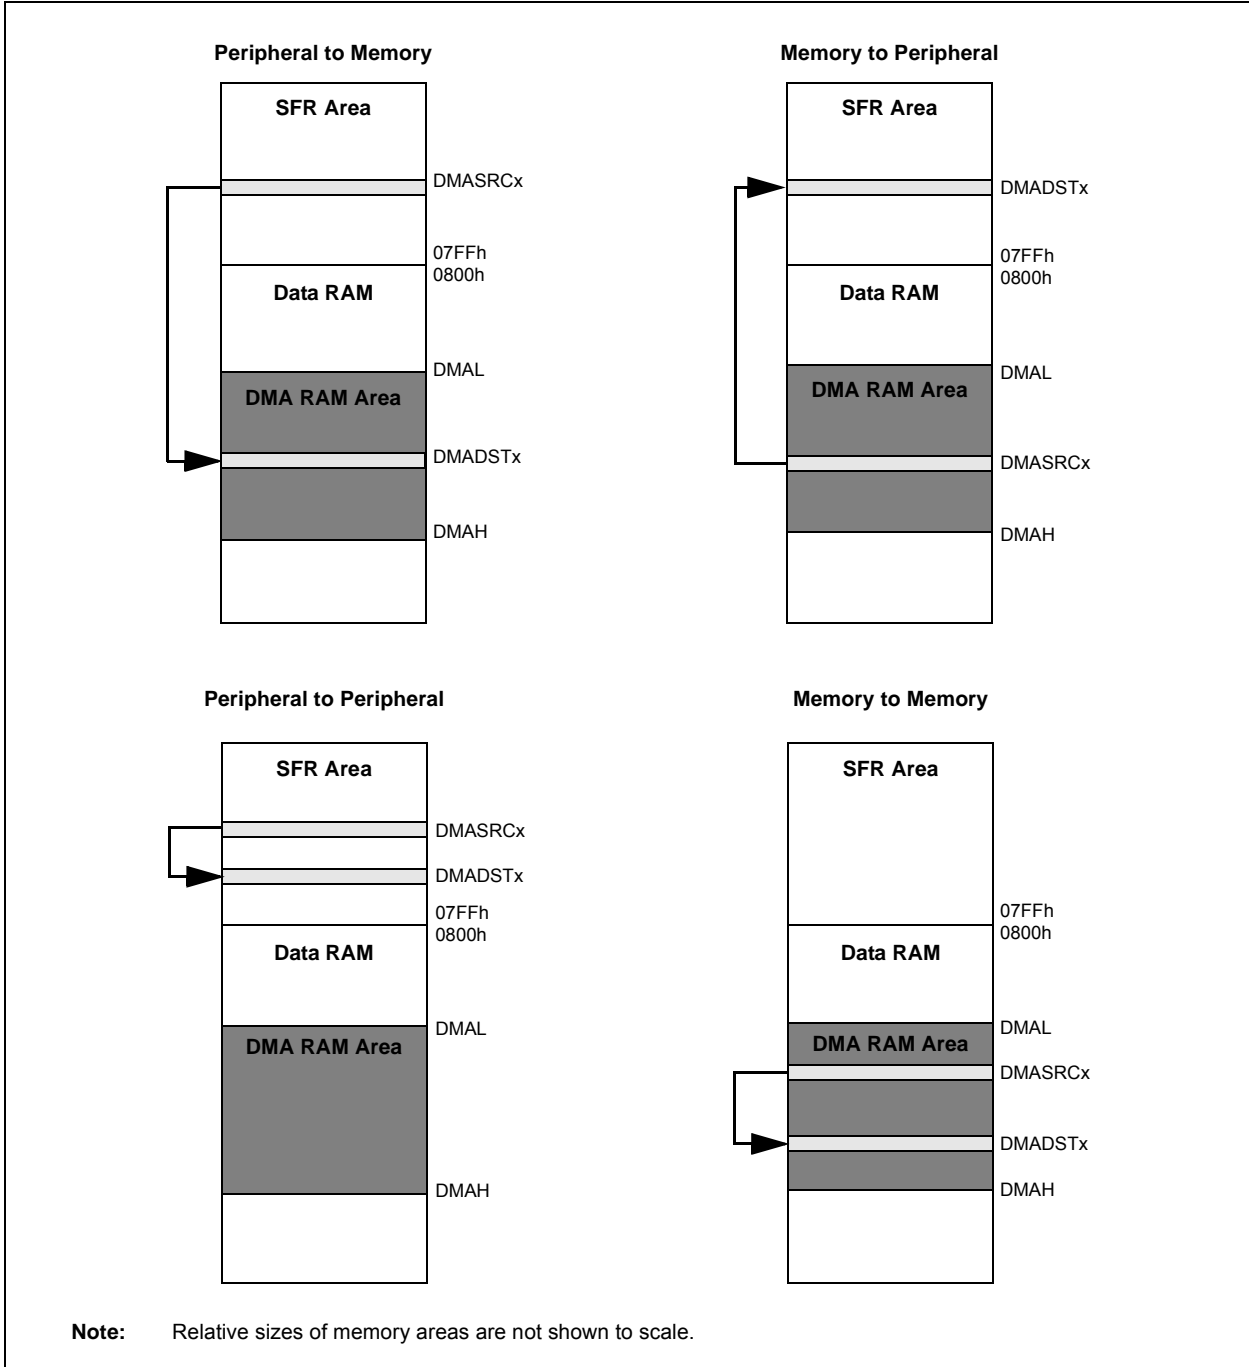 Peripheral to Memory
SFR Area
DMASRCx
07FFh
0800h
Data RAM
DMAL
DMA RAM Area
DMADSTx
DMAH
Memory to Peripheral
SFR Area
DMADSTx
07FFh
0800h
Data RAM
DMAL
DMA RAM Area
DMASRCx
DMAH
Peripheral to Peripheral
SFR Area
DMASRCx
DMADSTx
07FFh
0800h
Data RAM
DMAL
DMA RAM Area
DMAH
Memory to Memory
SFR Area
07FFh
0800h
Data RAM
DMAL
DMA RAM Area
DMASRCx
DMADSTx
DMAH
Note: Relative sizes of memory areas are not shown to scale.